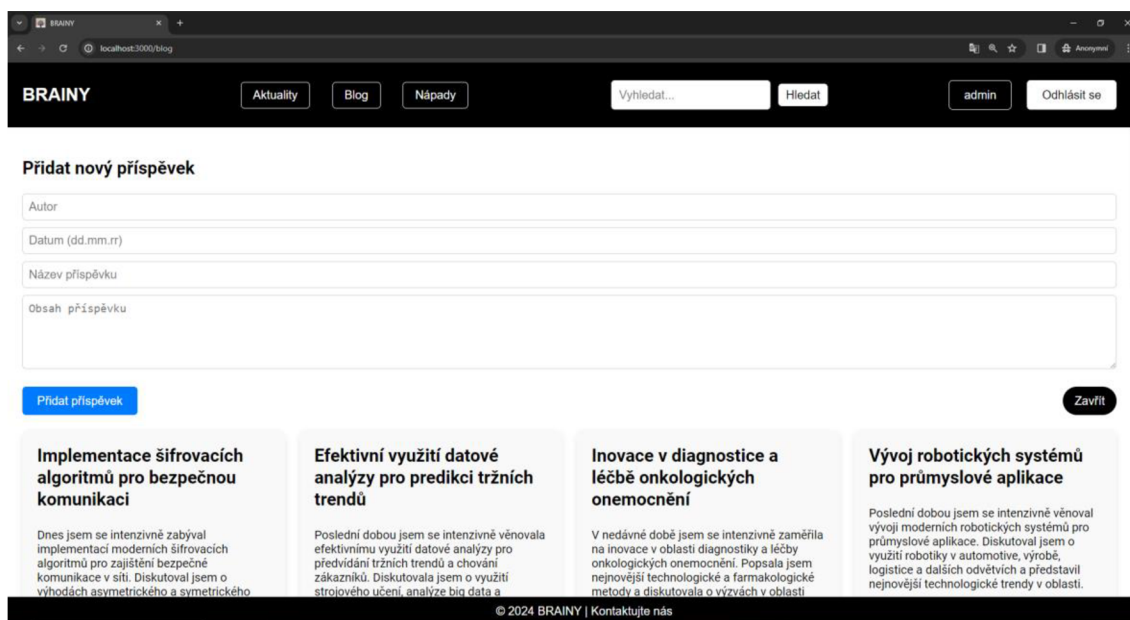 BRAINY
localhost:3000/blog
Anonymní
BRAINY
Aktuality
Blog
Nápady
Vyhledat...
Hledat
admin
Odhlásit se
Přidat nový příspěvek
Autor
Datum (dd.mm.rr)
Název příspěvku
Obsah příspěvku
Přidat příspěvek
Zavřít
Implementace šifrovacích
algoritmů pro bezpečnou
komunikaci
Dnes jsem se intenzivně zabýval
implementací moderních šifrovacích
algoritmů pro zajištění bezpečné
komunikace v síti. Diskutoval jsem o
výhodách asymetrického a symetrického
Efektivní využití datové
analýzy pro predikci tržních
trendů
Poslední dobou jsem se intenzivně věnovala
efektivnímu využití datové analýzy pro
předvídání tržních trendů a chování
zákazníků. Diskutovala jsem o využití
strojového učení, analýze big data a
Inovace v diagnostice a
léčbě onkologických
onemocnění
V nedávné době jsem se intenzivně zaměřila
na inovace v oblasti diagnostiky a léčby
onkologických onemocnění. Popsala jsem
nejnovější technologické a farmakologické
metody a diskutovala o výzvách v oblasti
Vývoj robotických systémů
pro průmyslové aplikace
Poslední dobou jsem se intenzivně věnoval
vývoji moderních robotických systémů pro
průmyslové aplikace. Diskutoval jsem o
využití robotiky v automotive, výrobě,
logistice a dalších odvětvích a představil
nejnovější technologické trendy v oblasti.
© 2024 BRAINY | Kontaktujte nás